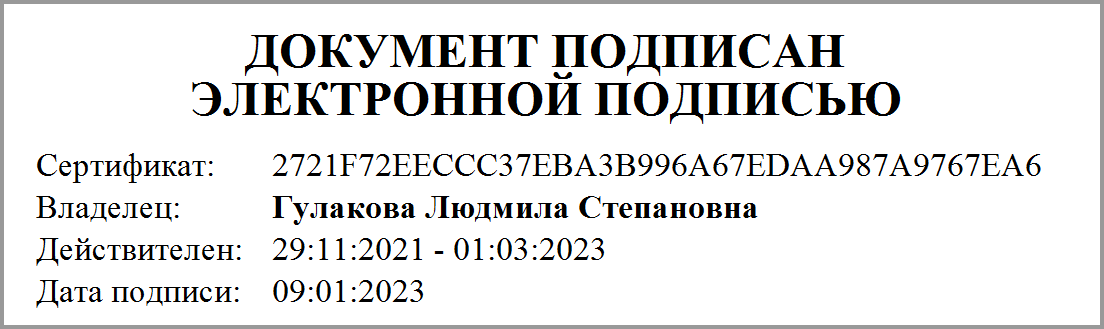 ДОКУМЕНТ ПОДПИСАН
ЭЛЕКТРОННОЙ ПОДПИСЬЮ
Сертификат: 2721F72EECCC37EBA3B996A67EDAA987A9767EA6
Владелец: Гулакова Людмила Степановна
Действителен: 29:11:2021 - 01:03:2023
Дата подписи: 09:01:2023